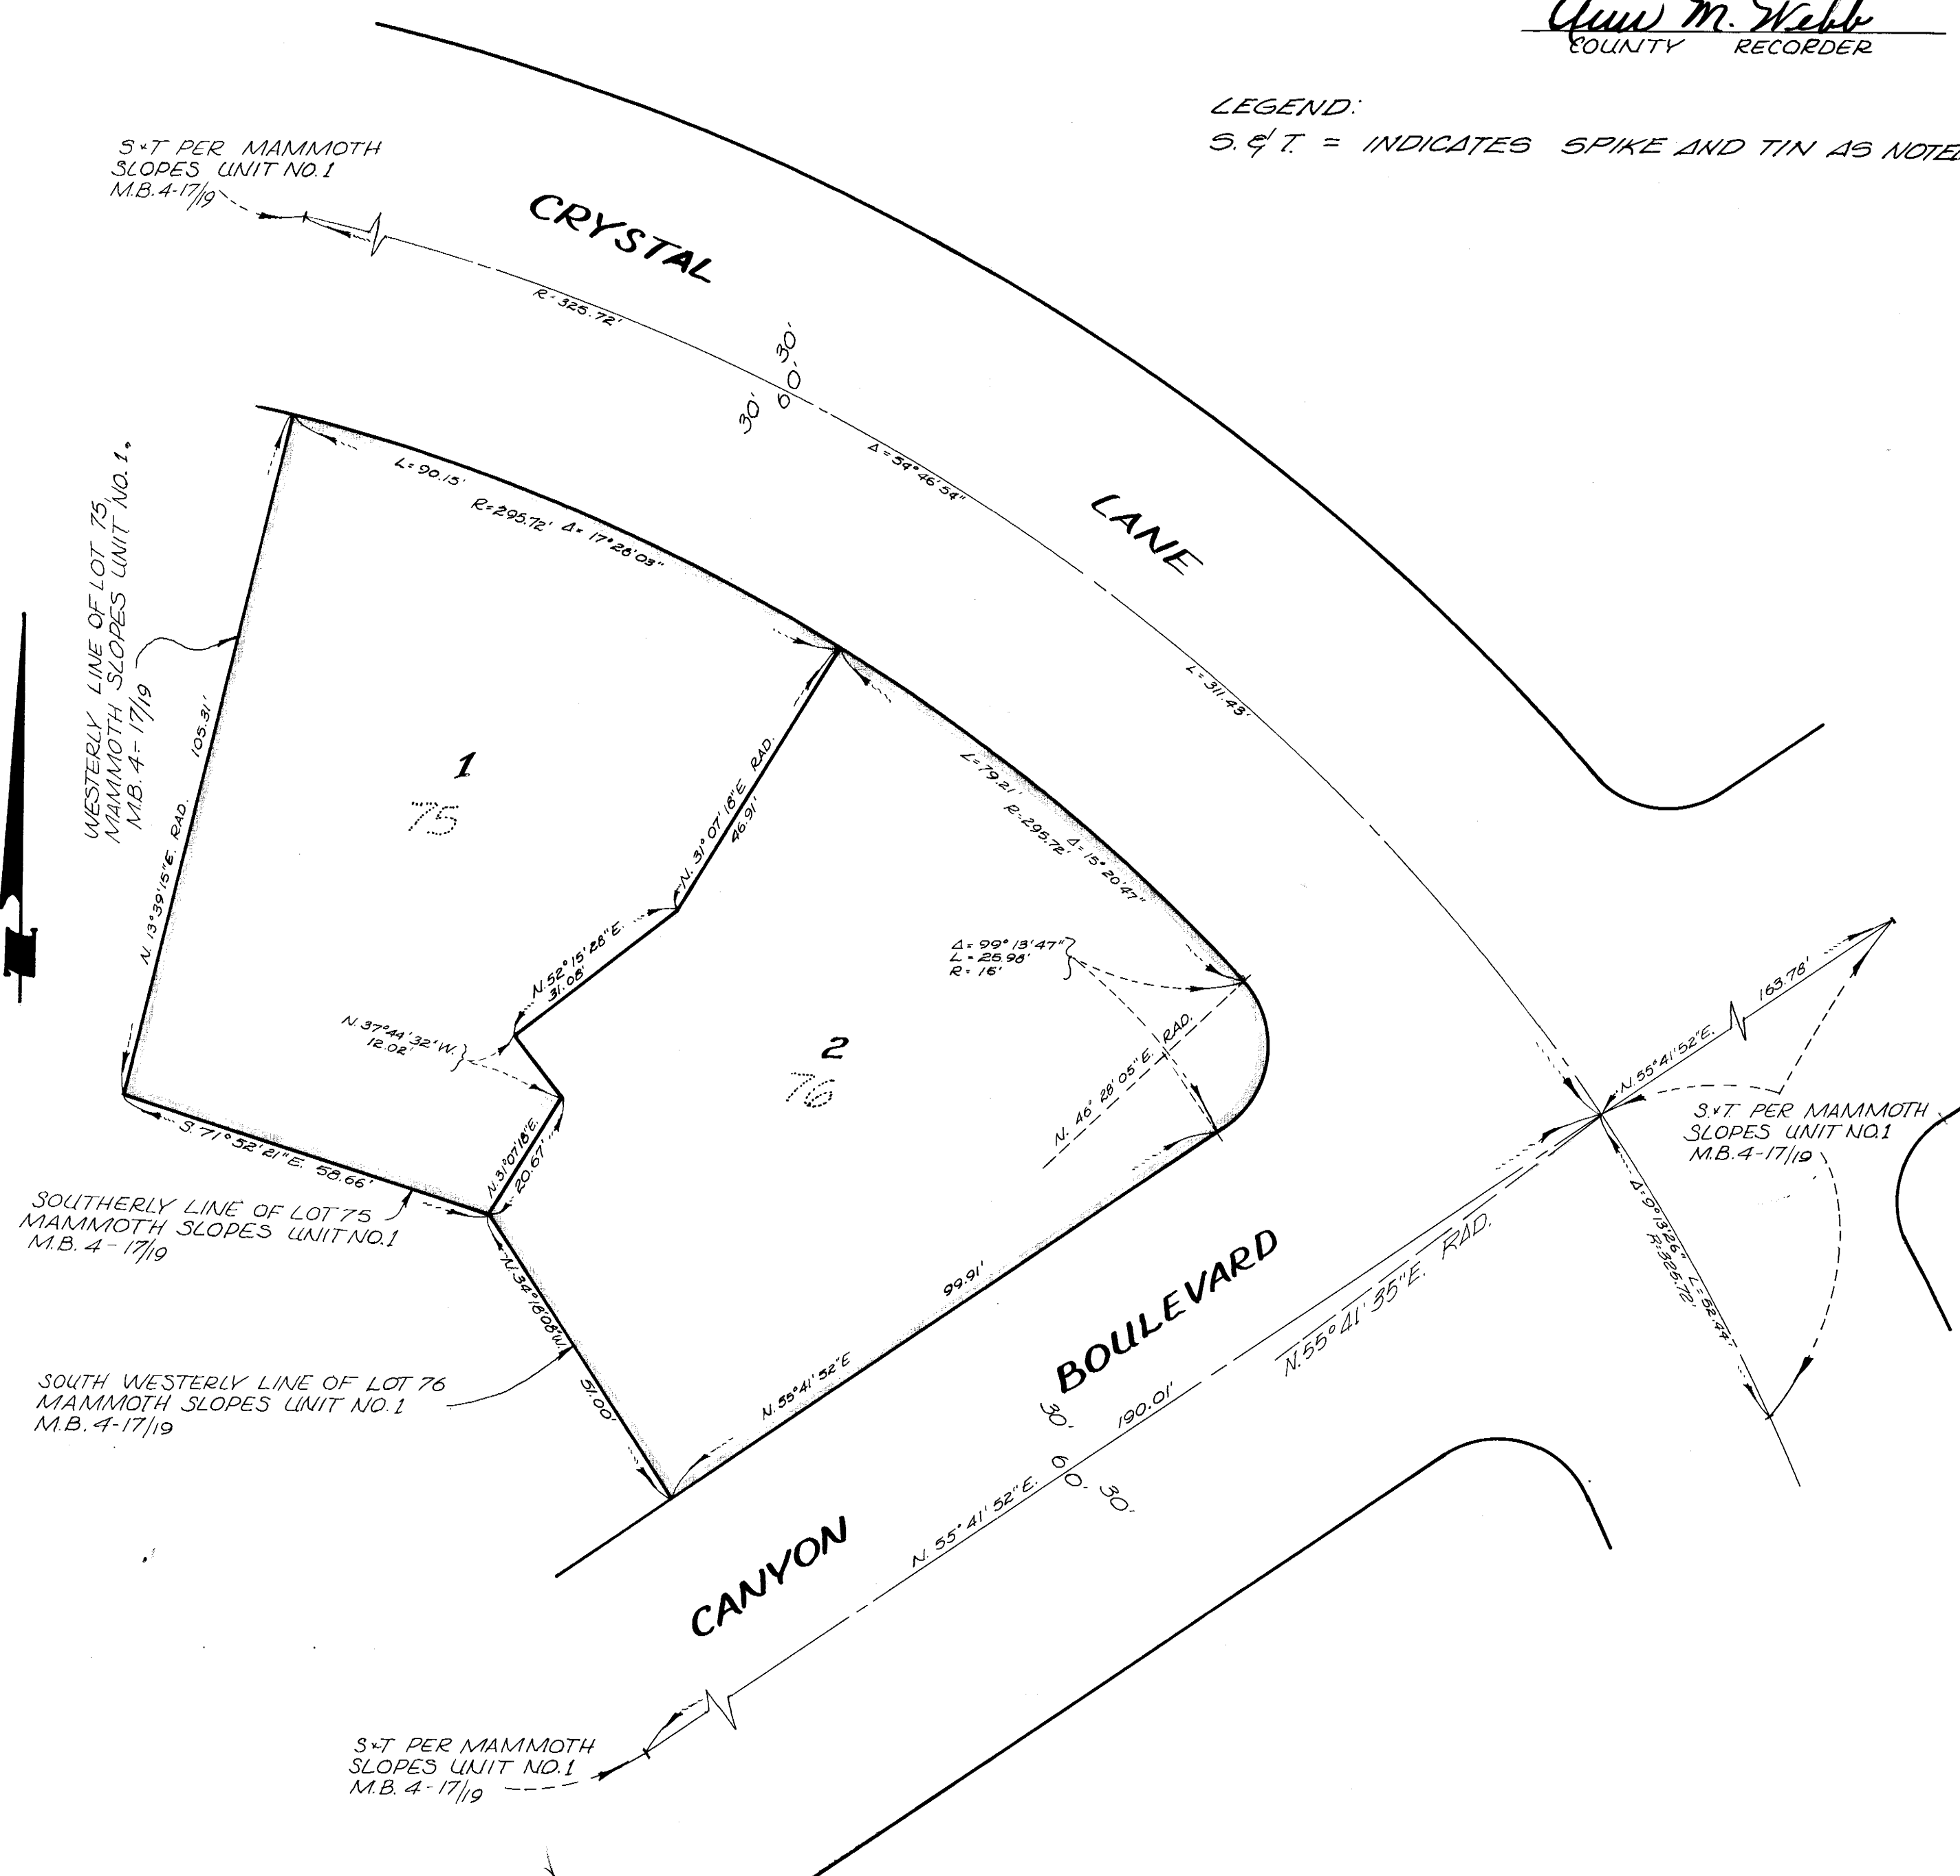 Ann M. Webb
COUNTY RECORDER
LEGEND:
S. & T. = INDICATES SPIKE AND TIN AS NOTED
S&T PER MAMMOTH
SLOPES UNIT NO. 1
M.B. 4-17/19
CRYSTAL
LANE
R=325.72'
30'
60'
30'
Δ=54°46'54"
L=311.43'
WESTERLY LINE OF LOT 75,
MAMMOTH SLOPES UNIT NO. 1.
M.B. 4-17/19
L=90.15'
R=295.72' Δ=17°28'03"
N. 13°39'15"E. RAD. 105.31'
1
75
N. 31°07'18"E RAD.
46.91'
L=79.21'
R=295.72' Δ=15°20'47"
N. 52°15'28"E.
31.08'
N. 37°44'32"W.
12.02'
Δ=99°13'47"
L=25.98'
R=15'
2
76
N. 46°28'05"E. RAD.
163.78'
N. 55°41'52"E.
S&T PER MAMMOTH
SLOPES UNIT NO. 1
M.B. 4-17/19
S. 71°52'21"E. 58.66'
N. 31°07'18"E.
20.67'
SOUTHERLY LINE OF LOT 75
MAMMOTH SLOPES UNIT NO. 1
M.B. 4-17/19
Δ=9°13'26" L=52.44'
R=325.72'
N. 34°18'08"W.
51.00'
99.91'
N. 55°41'52"E
BOULEVARD
CANYON
N. 55°41'35"E. RAD.
SOUTH WESTERLY LINE OF LOT 76
MAMMOTH SLOPES UNIT NO. 1
M.B. 4-17/19
30'
60'
30'
190.01'
N. 55°41'52"E.
S&T PER MAMMOTH
SLOPES UNIT NO. 1
M.B. 4-17/19